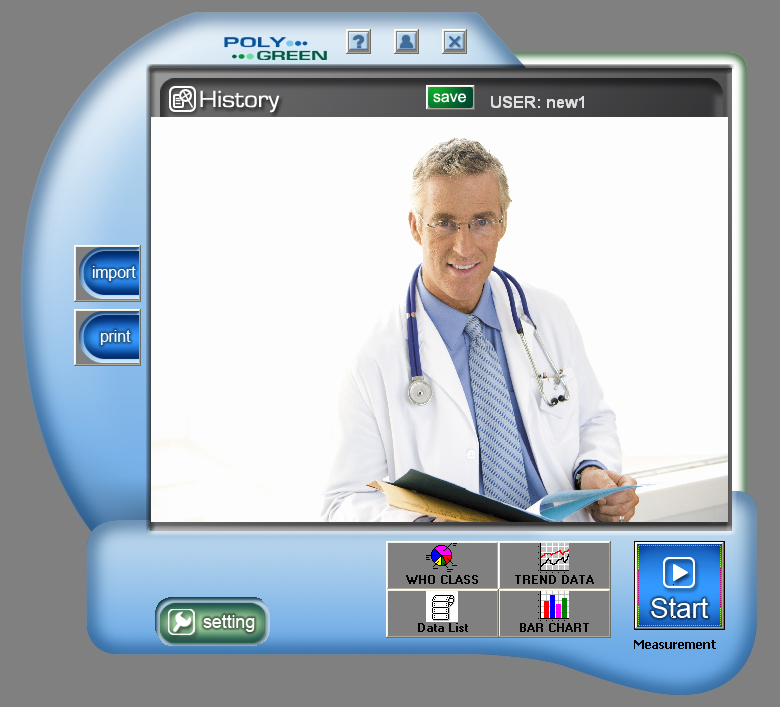 POLY
GREEN
?
History
save
USER: new1
import
print
WHO CLASS
TREND DATA
Data List
BAR CHART
setting
Start
Measurement